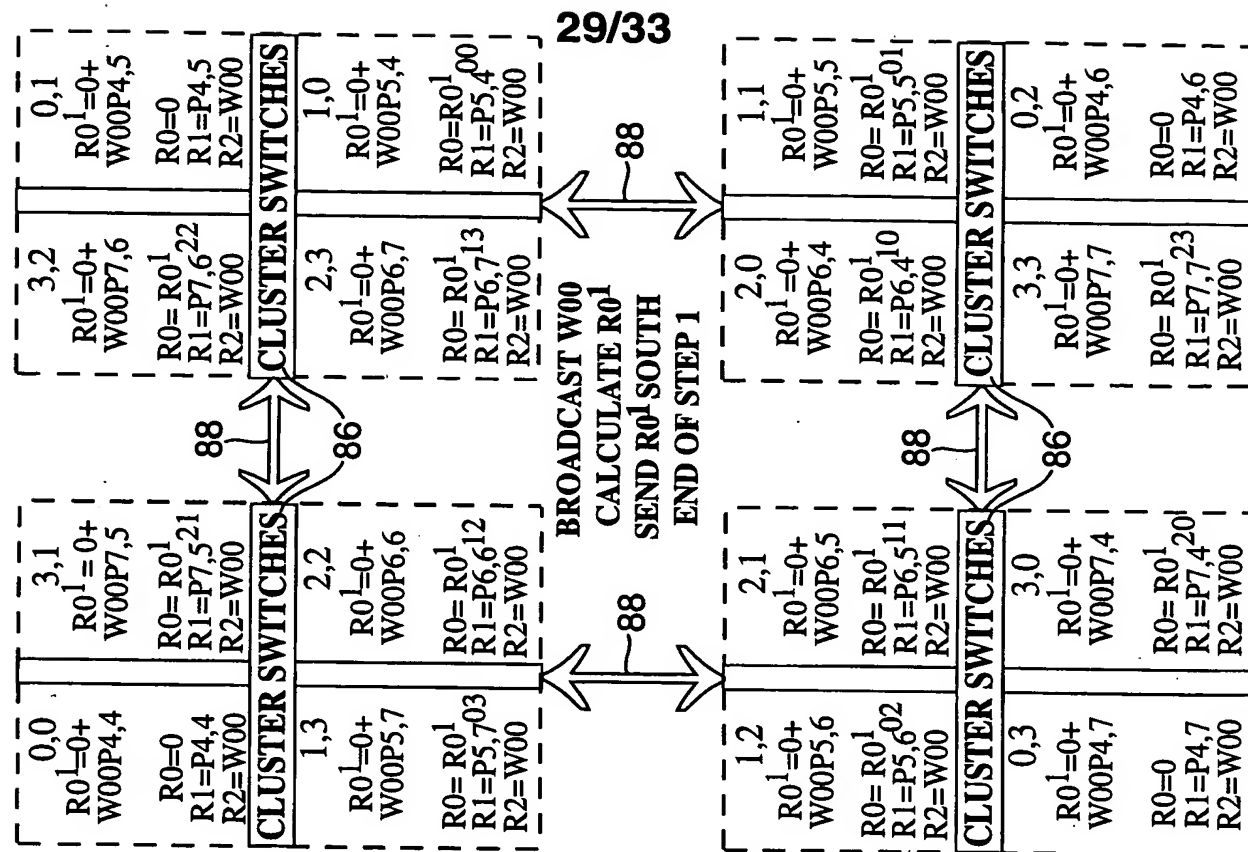 29/33
0,0
R0¹=0+
W00P4,4
R0=0
R1=P4,4
R2=W00
3,1
R0¹=0+
W00P7,5
R0= R0¹
R1=P7,5²¹
R2=W00
CLUSTER SWITCHES
1,3
R0¹=0+
W00P5,7
R0= R0¹
R1=P5,7⁰³
R2=W00
2,2
R0¹=0+
W00P6,6
R0= R0¹
R1=P6,6¹²
R2=W00
88
86
3,2
R0¹=0+
W00P7,6
R0= R0¹
R1=P7,6²²
R2=W00
0,1
R0¹=0+
W00P4,5
R0=0
R1=P4,5
R2=W00
CLUSTER SWITCHES
2,3
R0¹=0+
W00P6,7
R0= R0¹
R1=P6,7¹³
R2=W00
1,0
R0¹=0+
W00P5,4
R0=R0¹
R1=P5,4⁰⁰
R2=W00
88
BROADCAST W00
CALCULATE R0¹
SEND R0¹ SOUTH
END OF STEP 1
88
1,2
R0¹=0+
W00P5,6
R0= R0¹
R1=P5,6⁰²
R2=W00
2,1
R0¹=0+
W00P6,5
R0= R0¹
R1=P6,5¹¹
R2=W00
CLUSTER SWITCHES
0,3
R0¹=0+
W00P4,7
R0=0
R1=P4,7
R2=W00
3,0
R0¹=0+
W00P7,4
R0= R0¹
R1=P7,4²⁰
R2=W00
88
86
2,0
R0¹=0+
W00P6,4
R0= R0¹
R1=P6,4¹⁰
R2=W00
1,1
R0¹=0+
W00P5,5
R0= R0¹
R1=P5,5⁰¹
R2=W00
CLUSTER SWITCHES
3,3
R0¹=0+
W00P7,7
R0= R0¹
R1=P7,7²³
R2=W00
0,2
R0¹=0+
W00P4,6
R0=0
R1=P4,6
R2=W00